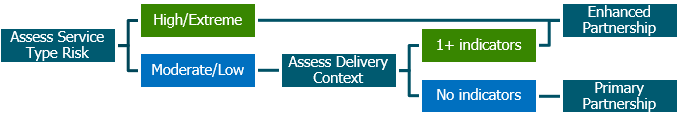 Assess Service
Type Risk
High/Extreme
Moderate/Low
Assess Delivery
Context
1+ indicators
No indicators
Enhanced
Partnership
Primary
Partnership